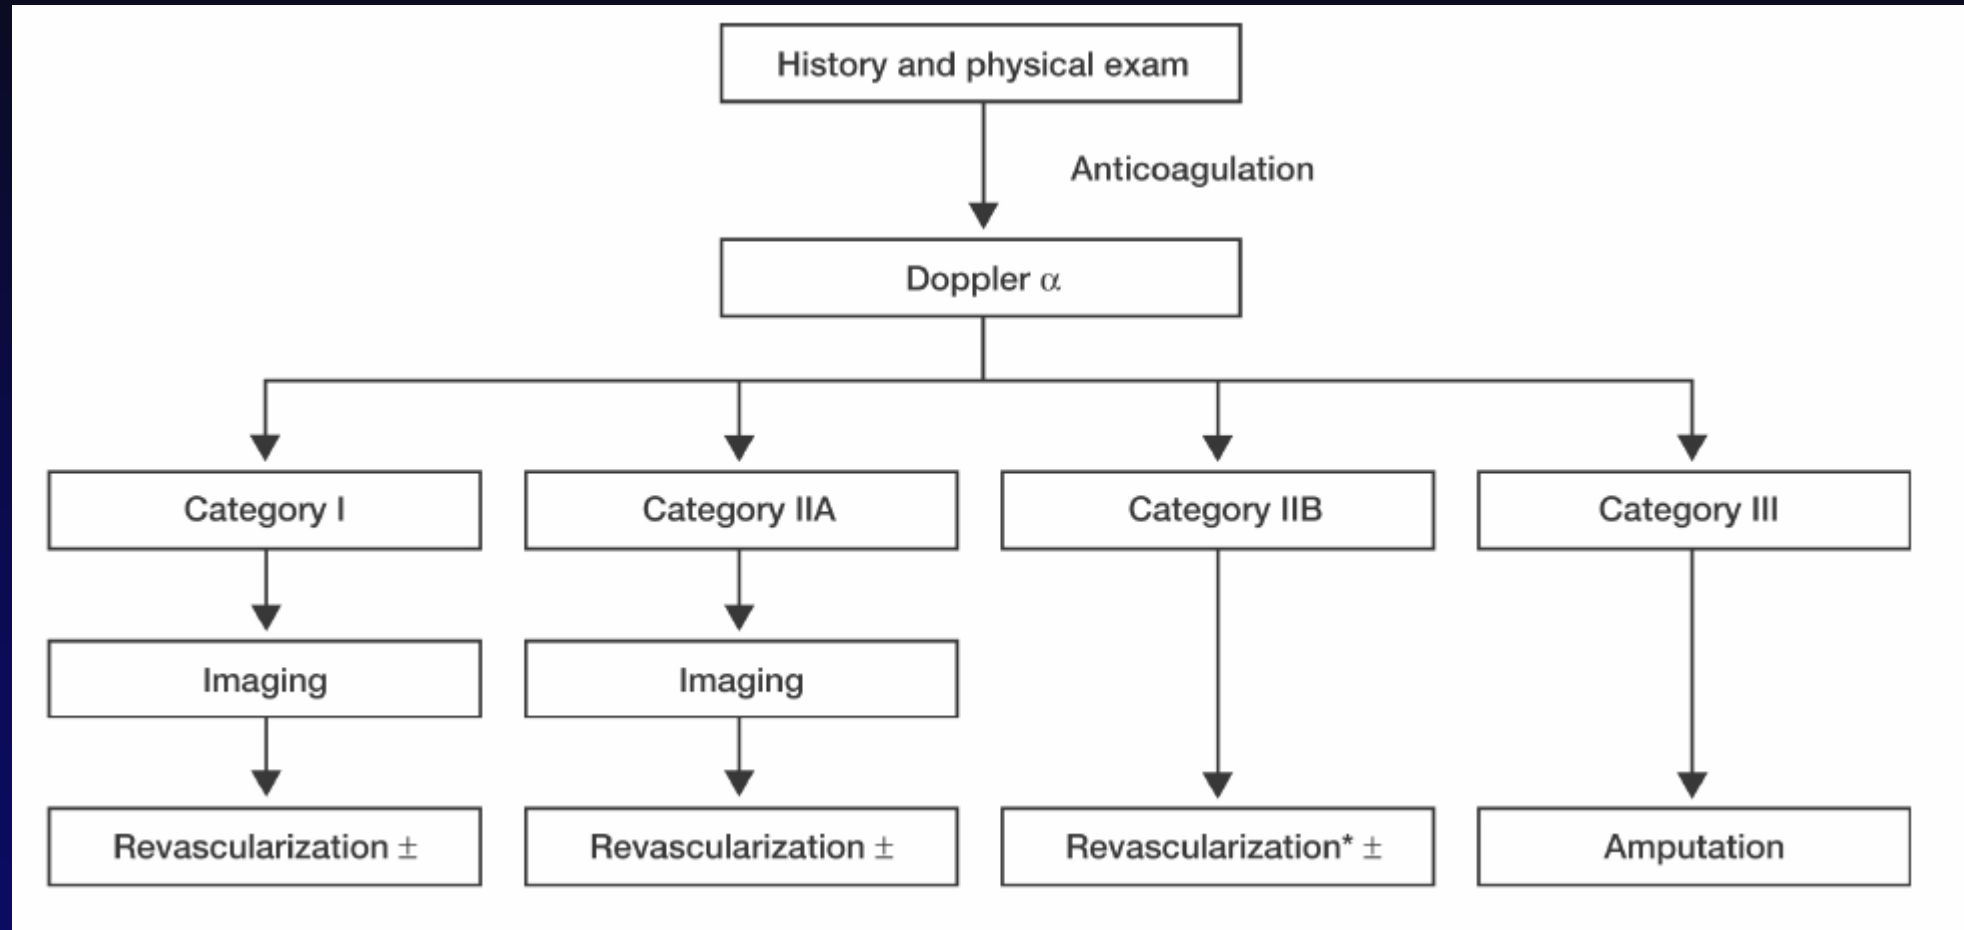 History and physical exam
Anticoagulation
Doppler α
Category I
Category IIA
Category IIB
Category III
Imaging
Imaging
Revascularization ±
Revascularization ±
Revascularization* ±
Amputation